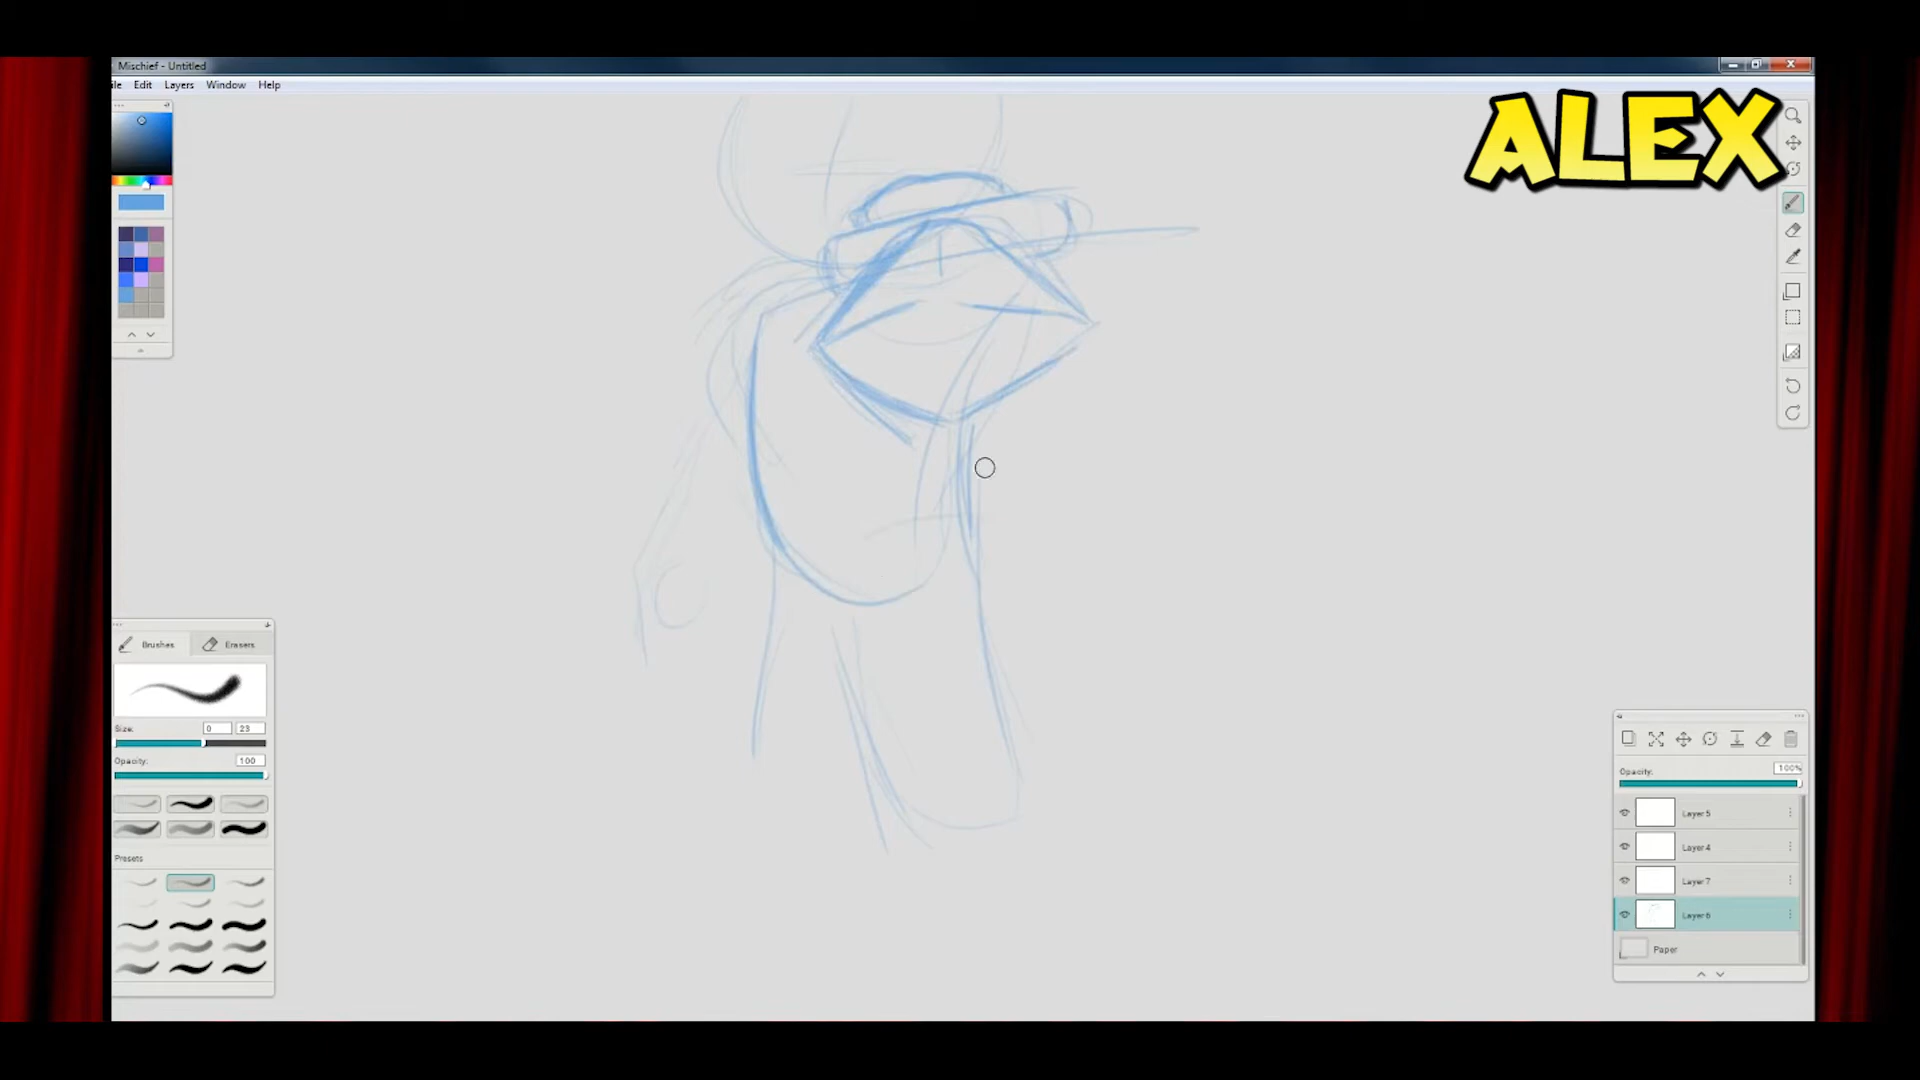 Mischief - Untitled
ile Edit Layers Window Help
ALEX
Brushes Erasers
Size: 0 23
Opacity: 100
Presets
Opacity: 100%
Layer 5
Layer 4
Layer 7
Layer 6
Paper